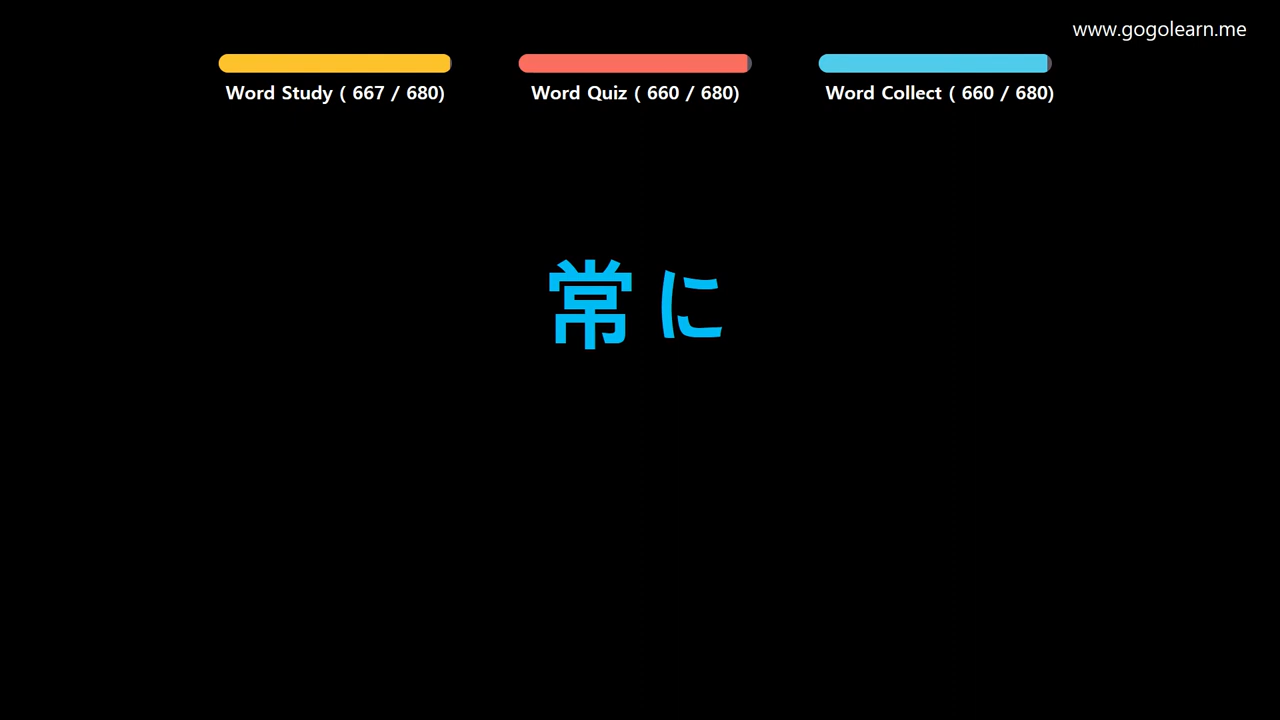 www.gogolearn.me
Word Study ( 667 / 680)
Word Quiz ( 660 / 680)
Word Collect ( 660 / 680)
常に